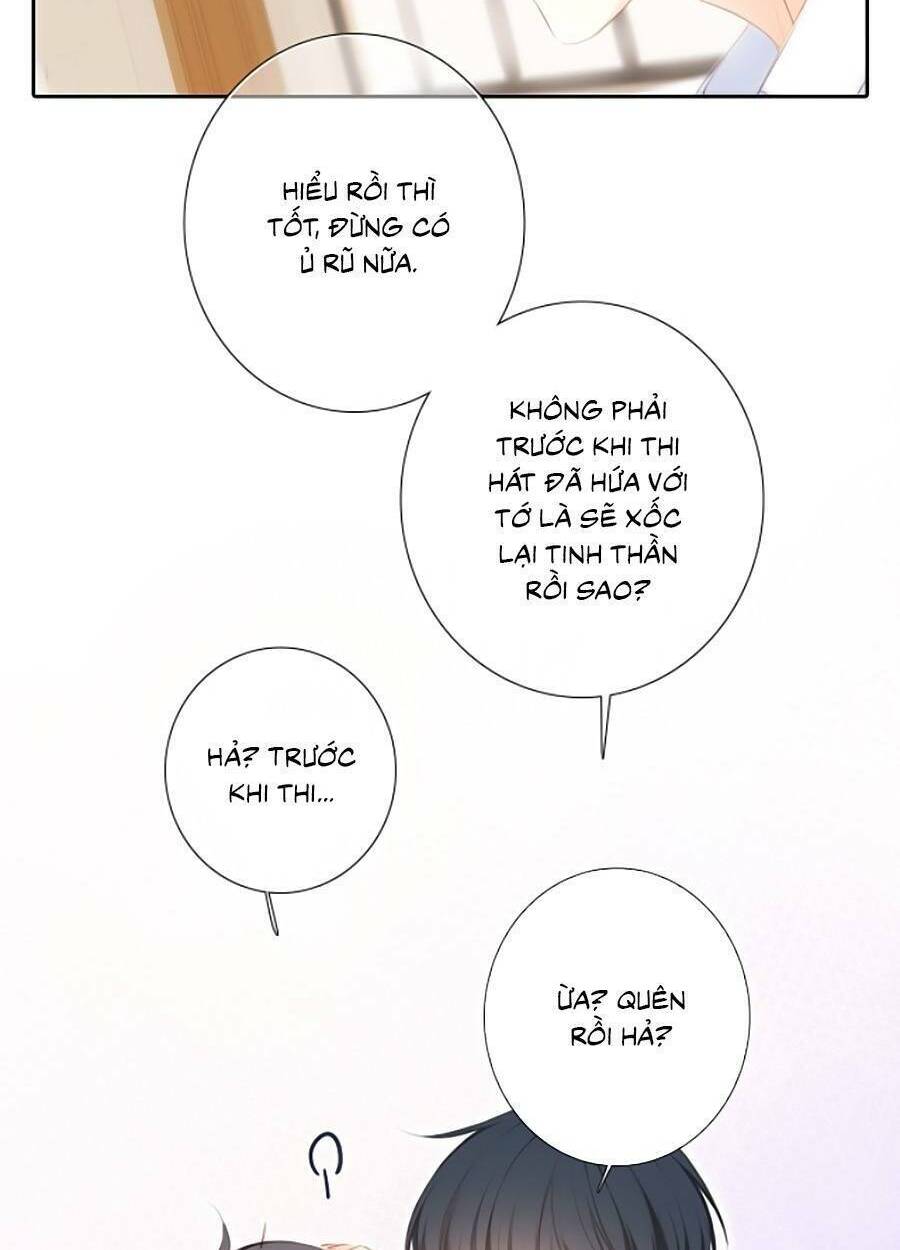 HIỂU RỒI THÌ
TỐT, ĐỪNG CÓ
Ủ RŨ NỮA.
KHÔNG PHẢI
TRƯỚC KHI THI
HÁT ĐÃ HỨA VỚI
TỚ LÀ SẼ XỐC
LẠI TINH THẦN
RỒI SAO?
HẢ? TRƯỚC
KHI THI...
ỪA? QUÊN
RỒI HẢ?